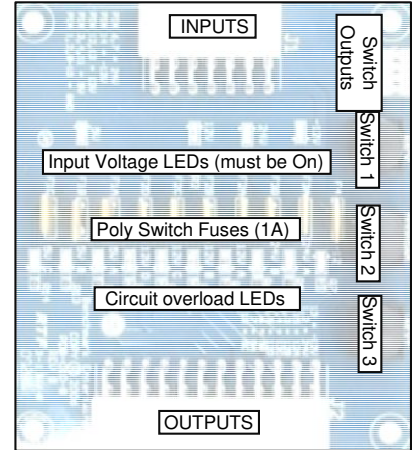 INPUTS
Switch
Outputs
Switch 1
Input Voltage LEDs (must be On)
Poly Switch Fuses (1A)
Switch 2
Circuit overload LEDs
Switch 3
OUTPUTS